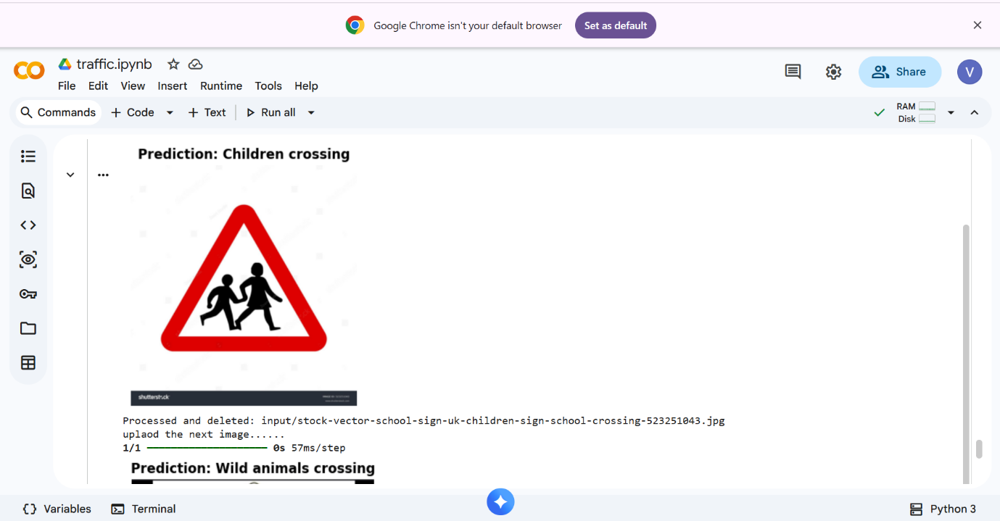 Google Chrome isn't your default browser Set as default
traffic.ipynb
File Edit View Insert Runtime Tools Help
Share
V
Commands + Code + Text Run all
RAM
Disk
Prediction: Children crossing
shutterstock
Processed and deleted: input/stock-vector-school-sign-uk-children-sign-school-crossing-523251043.jpg
uplaod the next image......
1/1 0s 57ms/step
Prediction: Wild animals crossing
Variables Terminal Python 3